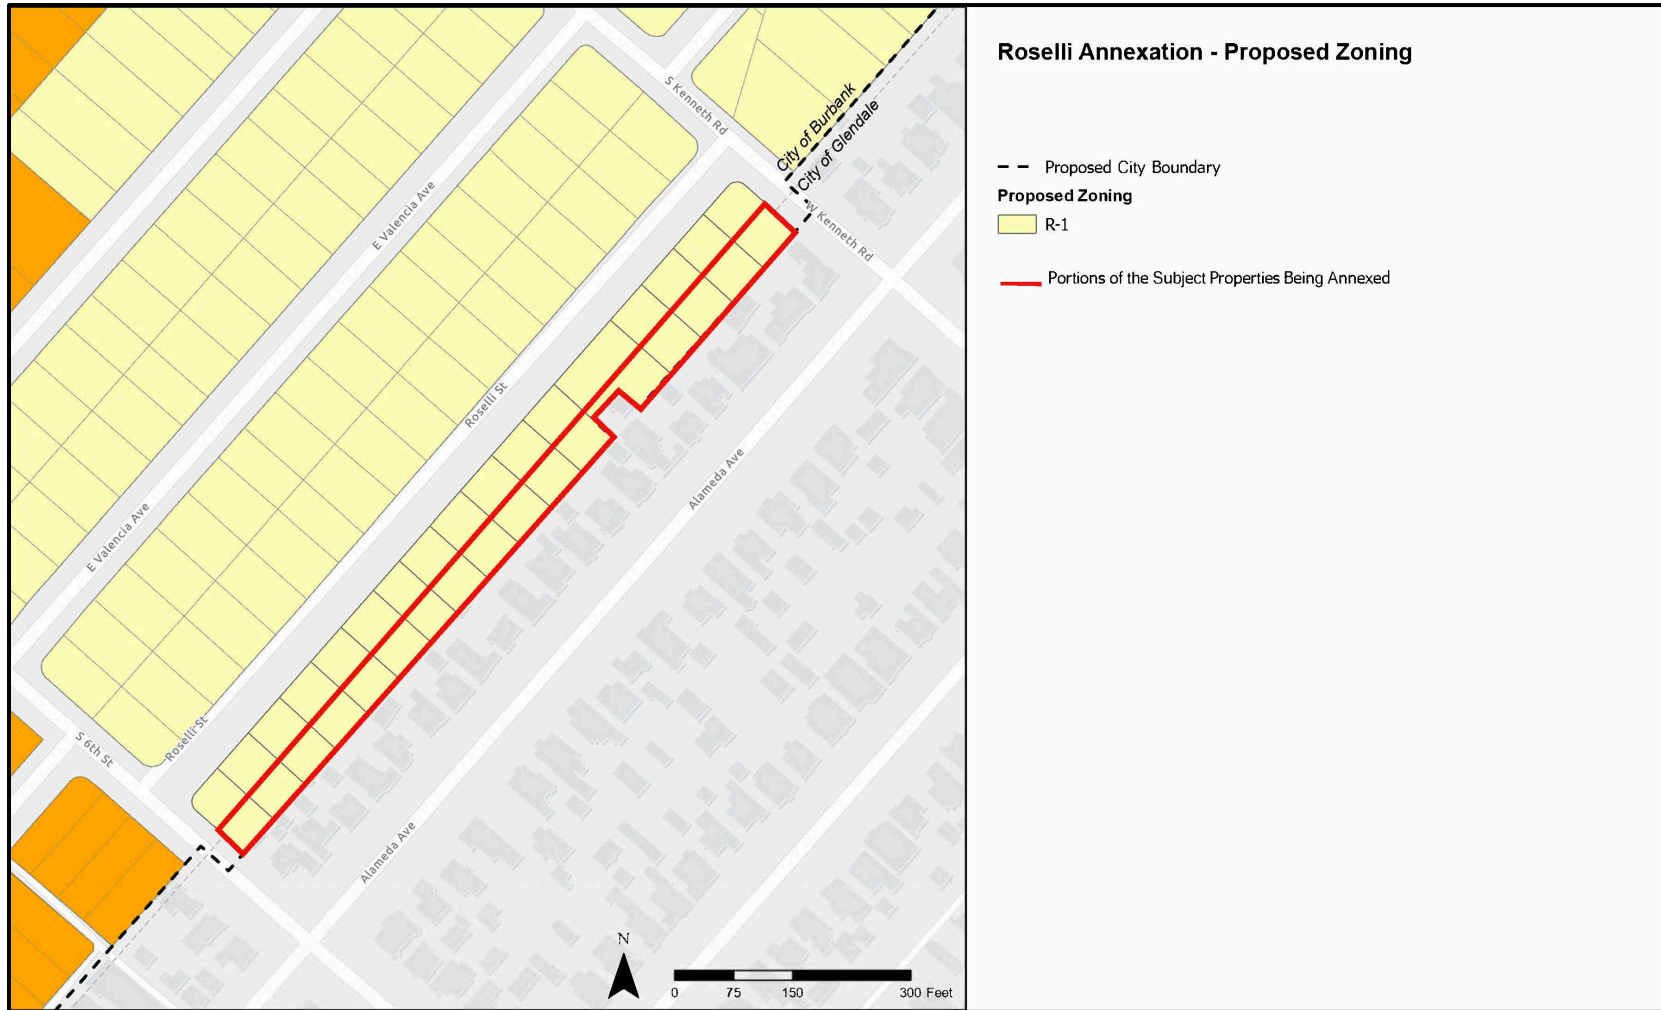 Roselli Annexation - Proposed Zoning
Proposed City Boundary
Proposed Zoning
R-1
Portions of the Subject Properties Being Annexed
S Kenneth Rd
City of Burbank
City of Glendale
W Kenneth Rd
E Valencia Ave
Roselli St
Alameda Ave
E Valencia Ave
Roselli St
S 6th St
Alameda Ave
N
0 75 150 300 Feet